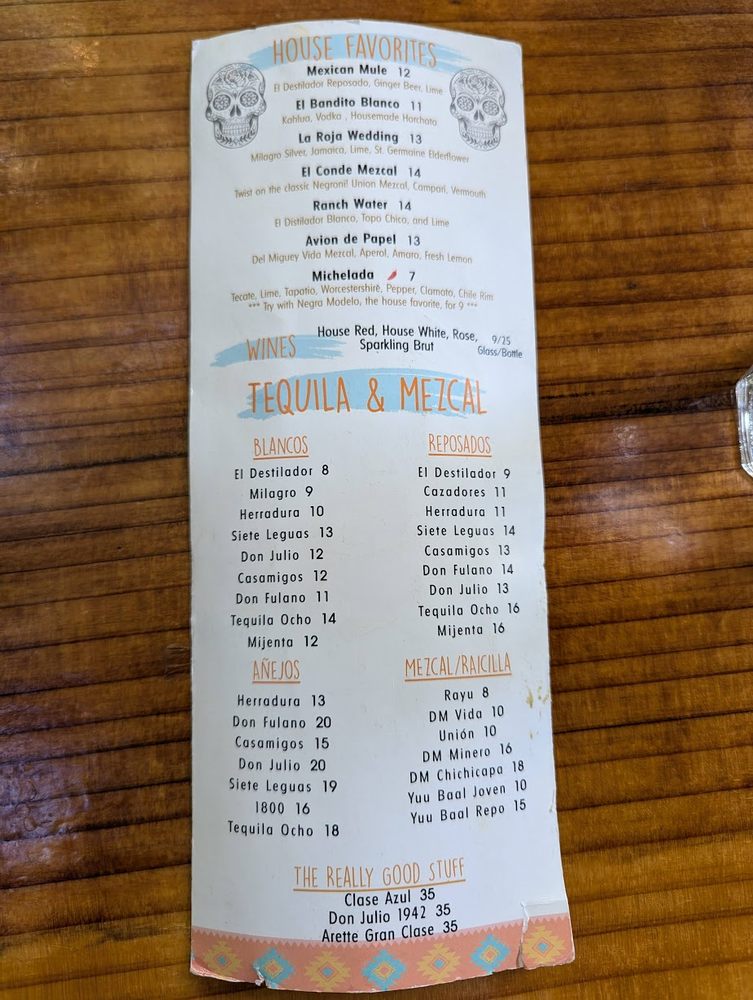 HOUSE FAVORITES
Mexican Mule 12
El Destilador Reposado, Ginger Beer, Lime
El Bandito Blanco 11
Kahlua, Vodka , Housemade Horchata
La Roja Wedding 13
Milagro Silver, Jamaica, Lime, St. Germaine Elderflower
El Conde Mezcal 14
Twist on the classic Negroni! Union Mezcal, Campari, Vermouth
Ranch Water 14
El Distilador Blanco, Topo Chico, and Lime
Avion de Papel 13
Del Miguey Vida Mezcal, Aperol, Amaro, Fresh Lemon
Michelada 7
Tecate, Lime, Tapatio, Worcestershire, Pepper, Clamato, Chile Rim
*** Try with Negra Modelo, the house favorite, for 9 ***
WINES
House Red, House White, Rose,
Sparkling Brut
9/25
Glass/Bottle
TEQUILA & MEZCAL
BLANCOS
El Destilador 8
Milagro 9
Herradura 10
Siete Leguas 13
Don Julio 12
Casamigos 12
Don Fulano 11
Tequila Ocho 14
Mijenta 12
REPOSADOS
El Destilador 9
Cazadores 11
Herradura 11
Siete Leguas 14
Casamigos 13
Don Fulano 14
Don Julio 13
Tequila Ocho 16
Mijenta 16
AÑEJOS
Herradura 13
Don Fulano 20
Casamigos 15
Don Julio 20
Siete Leguas 19
1800 16
Tequila Ocho 18
MEZCAL/RAICILLA
Rayu 8
DM Vida 10
Unión 10
DM Minero 16
DM Chichicapa 18
Yuu Baal Joven 10
Yuu Baal Repo 15
THE REALLY GOOD STUFF
Clase Azul 35
Don Julio 1942 35
Arette Gran Clase 35